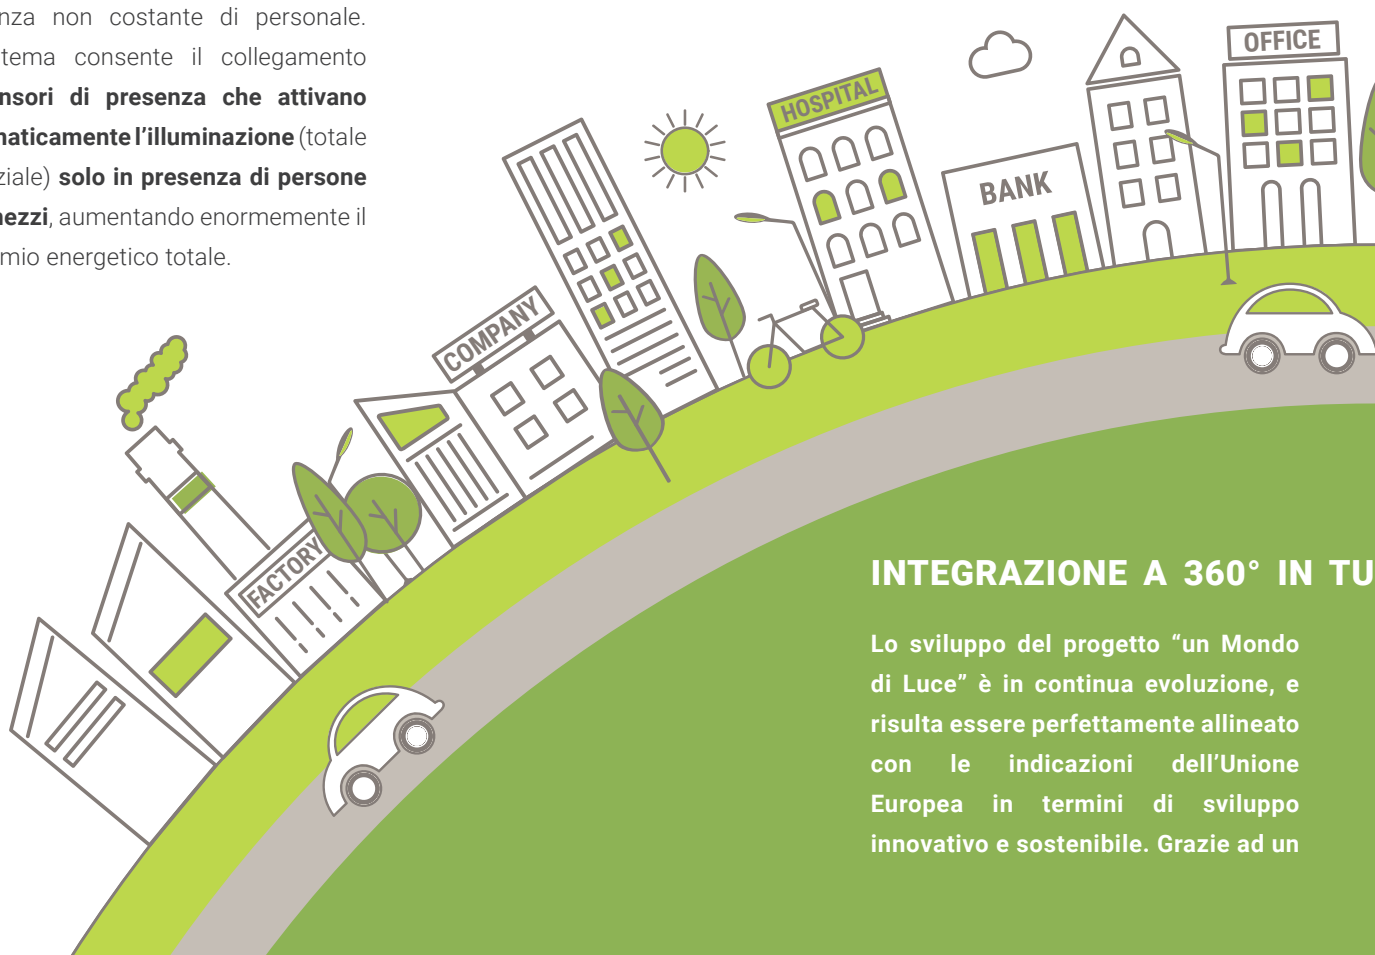 nza non costante di personale.
tema consente il collegamento
nsori di presenza che attivano
maticamente l’illuminazione (totale
ziale) solo in presenza di persone
nezzi, aumentando enormemente il
mio energetico totale.
OFFICE
HOSPITAL
BANK
COMPANY
FACTORY
INTEGRAZIONE A 360° IN TU
Lo sviluppo del progetto “un Mondo
di Luce” è in continua evoluzione, e
risulta essere perfettamente allineato
con le indicazioni dell’Unione
Europea in termini di sviluppo
innovativo e sostenibile. Grazie ad un